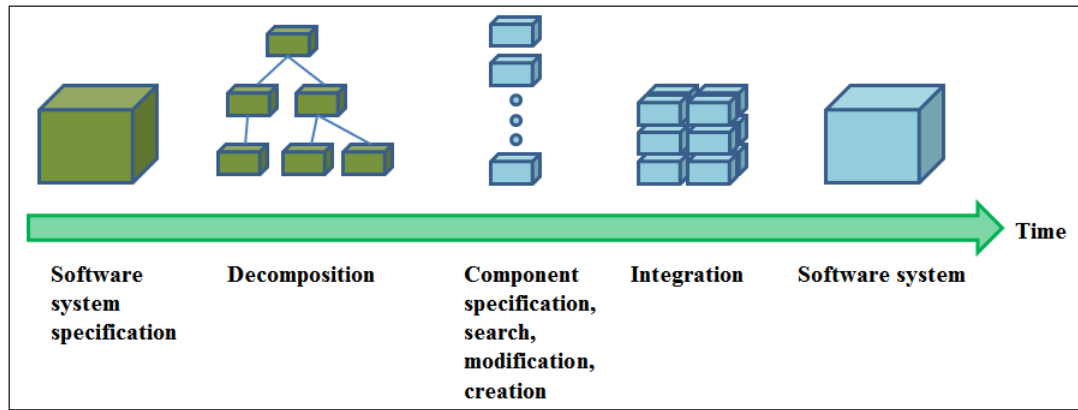 Time
Software
system
specification
Decomposition
Component
specification,
search,
modification,
creation
Integration
Software system